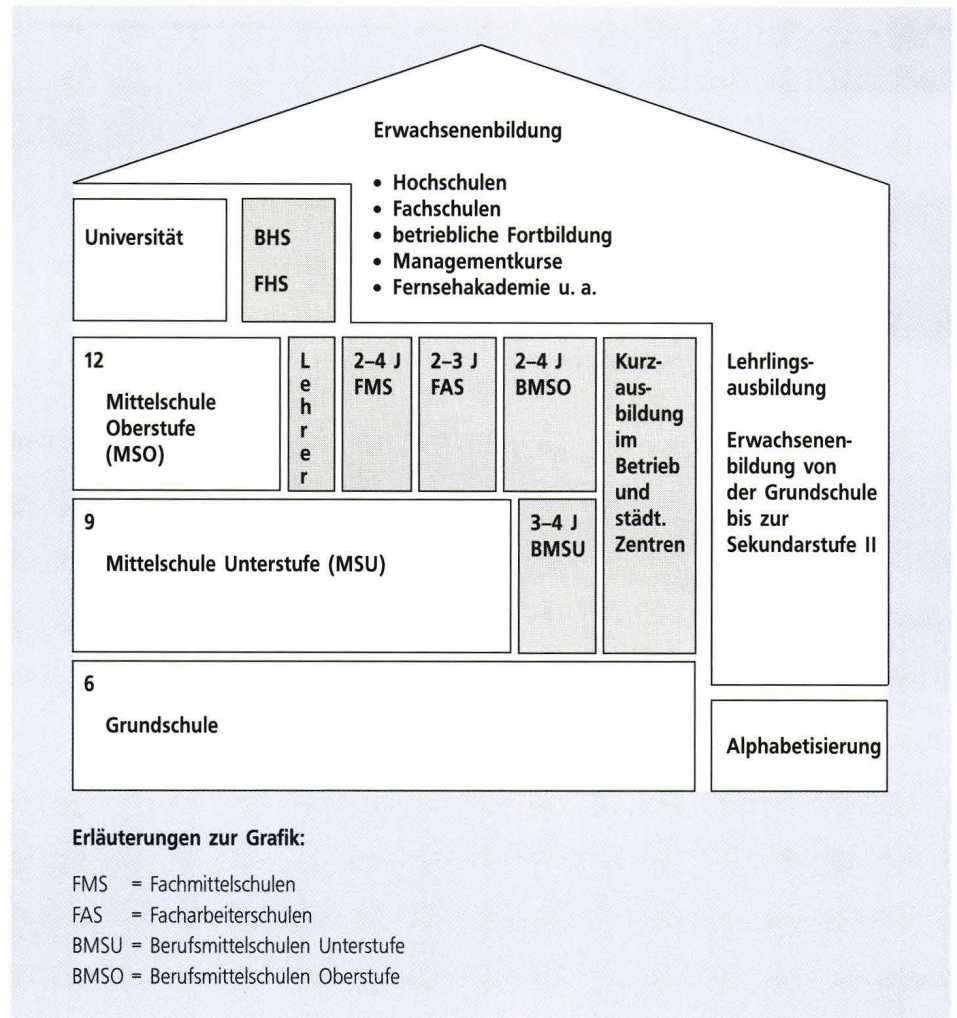 Erwachsenenbildung
• Hochschulen
• Fachschulen
• betriebliche Fortbildung
• Managementkurse
• Fernsehakademie u. a.
Universität
BHS
FHS
12
Mittelschule
Oberstufe
(MSO)
L
e
h
r
e
r
2–4 J
FMS
2–3 J
FAS
2–4 J
BMSO
Kurz-
aus-
bildung
im
Betrieb
und
städt.
Zentren
Lehrlings-
ausbildung
Erwachsenen-
bildung von
der Grundschule
bis zur
Sekundarstufe II
9
Mittelschule Unterstufe (MSU)
3–4 J
BMSU
6
Grundschule
Alphabetisierung
Erläuterungen zur Grafik:
FMS = Fachmittelschulen
FAS = Facharbeiterschulen
BMSU = Berufsmittelschulen Unterstufe
BMSO = Berufsmittelschulen Oberstufe